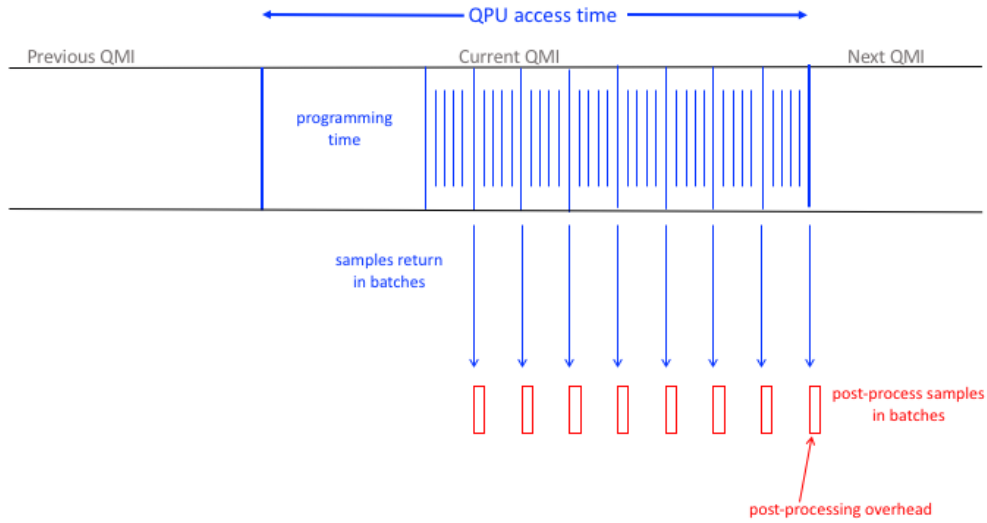 QPU access time
Previous QMI
Current QMI
Next QMI
programming
time
samples return
in batches
post-process samples
in batches
post-processing overhead